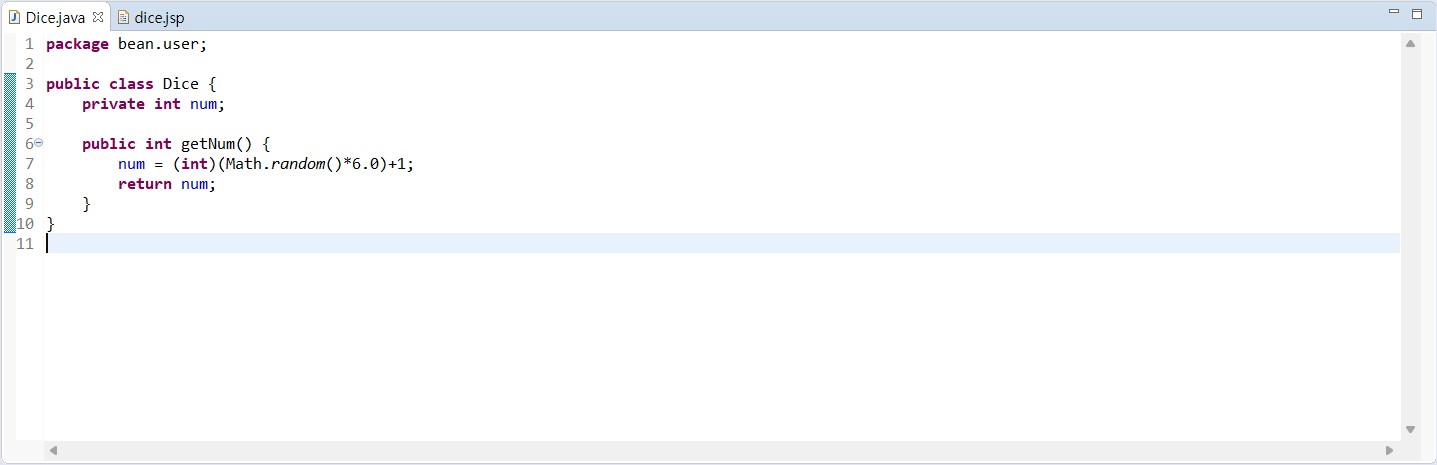 Dice.java dice.jsp
1 package bean.user;
2
3 public class Dice {
4     private int num;
5
6     public int getNum() {
7         num = (int)(Math.random()*6.0)+1;
8         return num;
9     }
10 }
11